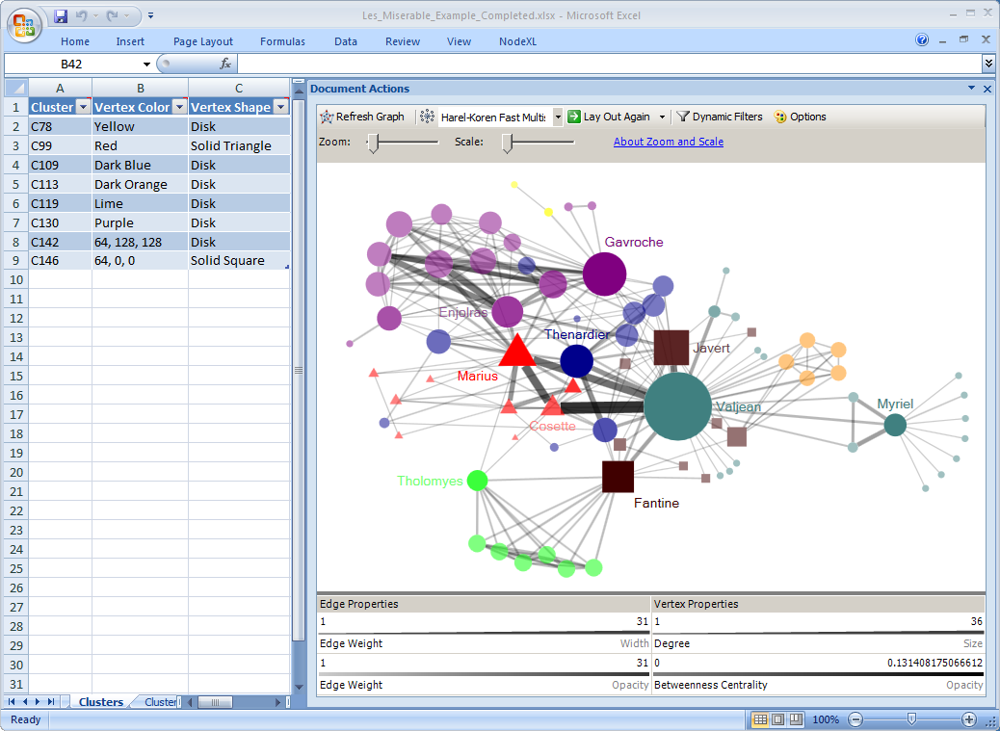 Les_Miserable_Example_Completed.xlsx - Microsoft Excel
Home Insert Page Layout Formulas Data Review View NodeXL
B42 fx
A B C
1 Cluster Vertex Color Vertex Shape
2 C78 Yellow Disk
3 C99 Red Solid Triangle
4 C109 Dark Blue Disk
5 C113 Dark Orange Disk
6 C119 Lime Disk
7 C130 Purple Disk
8 C142 64, 128, 128 Disk
9 C146 64, 0, 0 Solid Square
10
11
12
13
14
15
16
17
18
19
20
21
22
23
24
25
26
27
28
29
30
31
Clusters Cluster
Document Actions
Refresh Graph Harel-Koren Fast Multis Lay Out Again Dynamic Filters Options
Zoom: Scale: About Zoom and Scale
Gavroche
Enjolras
Thenardier
Javert
Marius
Valjean
Myriel
Cosette
Tholomyes
Fantine
Edge Properties Vertex Properties
1 31 1 36
Edge Weight Width Degree Size
1 31 0 0.131408175066612
Edge Weight Opacity Betweenness Centrality Opacity
Ready 100%